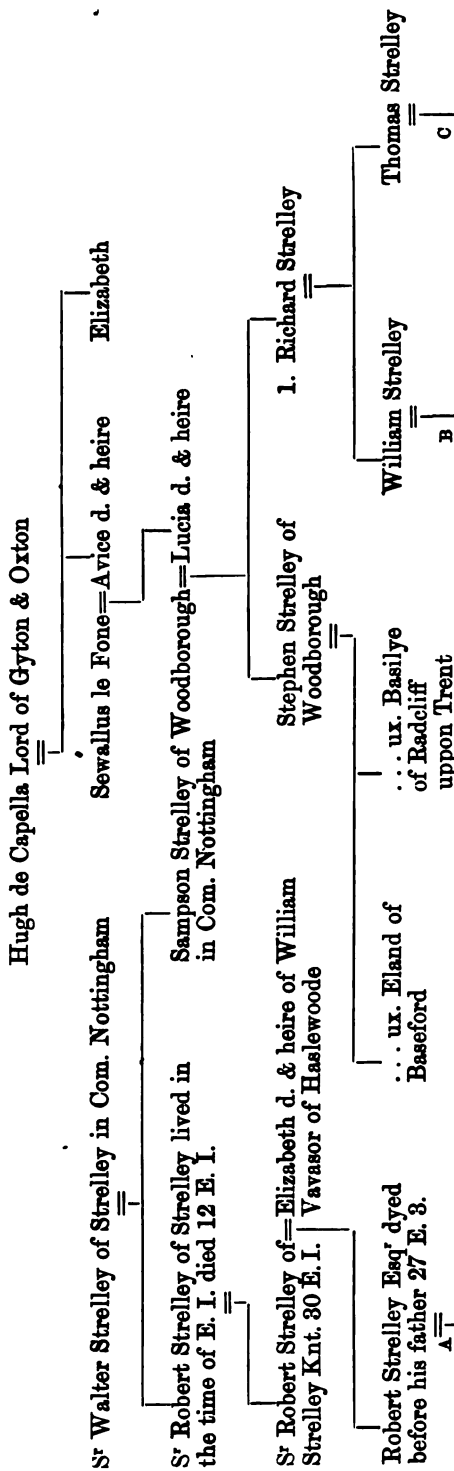 Hugh de Capella Lord of Gyton & Oxton
Sʳ Walter Strelley of Strelley in Com. Nottingham
Sewallus le Fone=Avice d. & heire
Elizabeth
Sʳ Robert Strelley of Strelley lived in
the time of E. I. died 12 E. I.
Sampson Strelley of Woodborough=Lucia d. & heire
in Com. Nottingham
Sʳ Robert Strelley of=Elizabeth d. & heire of William
Strelley Knt. 30 E. I. Vavasor of Haslewoode
Stephen Strelley of
Woodborough
1. Richard Strelley
Robert Strelley Esqʳ dyed
before his father 27 E. 3.
A
... ux. Eland of
Baseford
... ux. Basilye
of Radcliff
uppon Trent
William Strelley
B
Thomas Strelley
C